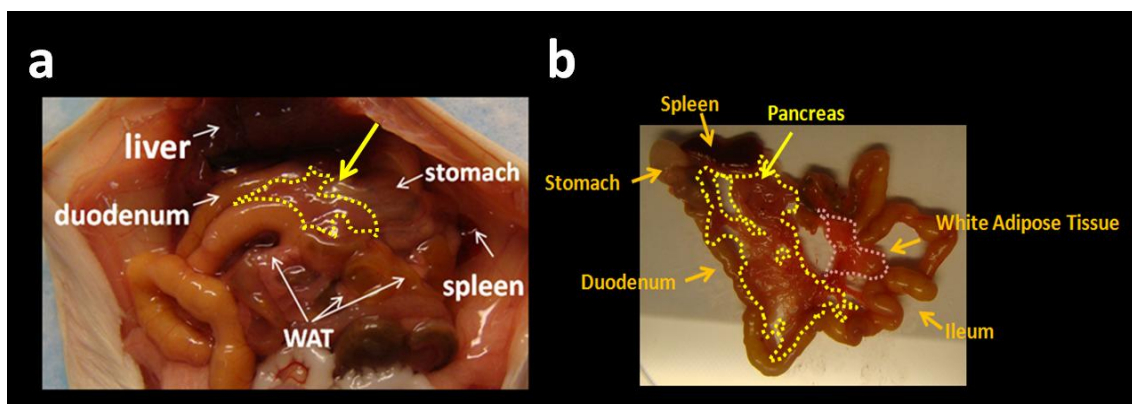 a
liver
stomach
duodenum
spleen
WAT
b
Spleen
Pancreas
Stomach
White Adipose Tissue
Duodenum
Ileum